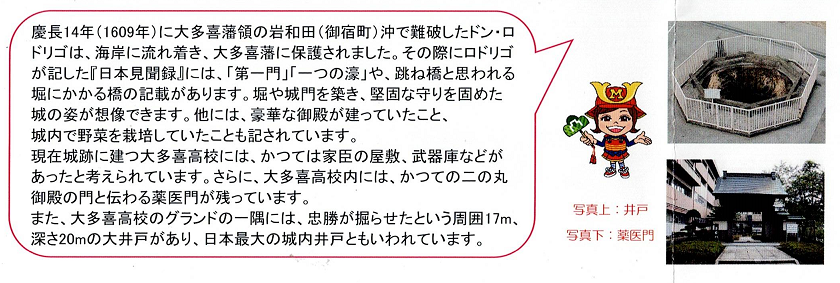 慶長14年(1609年)に大多喜藩領の岩和田(御宿町)沖で難破したドン・ロ
ドリゴは、海岸に流れ着き、大多喜藩に保護されました。その際にロドリゴ
が記した『日本見聞録』には、「第一門」「一つの濠」や、跳ね橋と思われる
堀にかかる橋の記載があります。堀や城門を築き、堅固な守りを固めた
城の姿が想像できます。他には、豪華な御殿が建っていたこと、
城内で野菜を栽培していたことも記されています。
現在城跡に建つ大多喜高校には、かつては家臣の屋敷、武器庫などが
あったと考えられています。さらに、大多喜高校内には、かつての二の丸
御殿の門と伝わる薬医門が残っています。
また、大多喜高校のグランドの一隅には、忠勝が掘らせたという周囲17m、
深さ20mの大井戸があり、日本最大の城内井戸ともいわれています。
M
写真上：井戸
写真下：薬医門